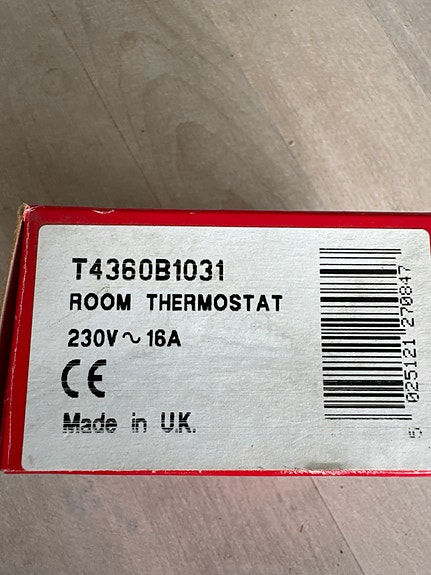 T4360B1031
ROOM THERMOSTAT
230V ~ 16A
CE
Made in U.K.
5 025121 270847